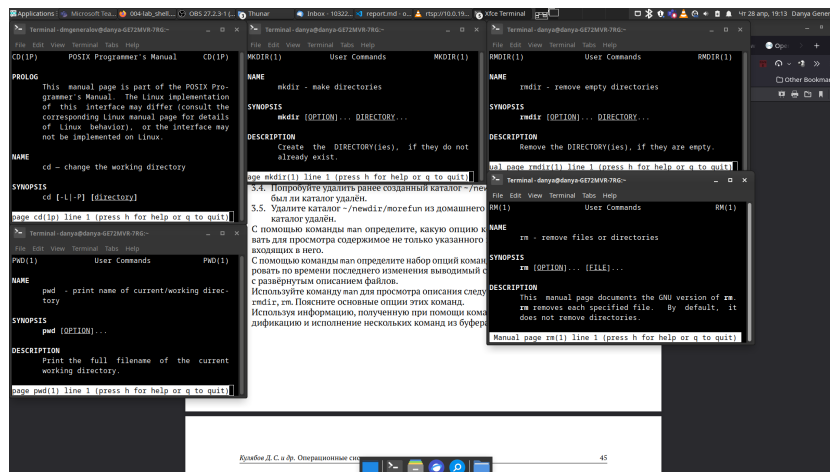 Applications
Microsoft Tea...
004-lab_shell....
OBS 27.2.3-1 (...
Thunar
Inbox - 10322...
report.md - o...
rtsp://10.0.19...
Xfce Terminal
Чт 28 апр, 19:13 Danya Gener
Terminal - dmgeneralov@danya-GE72MVR-7RG:~
File Edit View Terminal Tabs Help
CD(1P) POSIX Programmer's Manual CD(1P)
PROLOG
This manual page is part of the POSIX Pro-
grammer's Manual. The Linux implementation
of this interface may differ (consult the
corresponding Linux manual page for details
of Linux behavior), or the interface may
not be implemented on Linux.
NAME
cd — change the working directory
SYNOPSIS
cd [-L|-P] [directory]
page cd(1p) line 1 (press h for help or q to quit)
Terminal - danya@danya-GE72MVR-7RG:~
File Edit View Terminal Tabs Help
MKDIR(1) User Commands MKDIR(1)
NAME
mkdir - make directories
SYNOPSIS
mkdir [OPTION]... DIRECTORY...
DESCRIPTION
Create the DIRECTORY(ies), if they do not
already exist.
age mkdir(1) line 1 (press h for help or q to quit)
Terminal - danya@danya-GE72MVR-7RG:~
File Edit View Terminal Tabs Help
RMDIR(1) User Commands RMDIR(1)
NAME
rmdir - remove empty directories
SYNOPSIS
rmdir [OPTION]... DIRECTORY...
DESCRIPTION
Remove the DIRECTORY(ies), if they are empty.
ual page rmdir(1) line 1 (press h for help or q to quit)
Other Bookmar
Terminal - danya@danya-GE72MVR-7RG:~
File Edit View Terminal Tabs Help
PWD(1) User Commands PWD(1)
NAME
pwd - print name of current/working direc-
tory
SYNOPSIS
pwd [OPTION]...
DESCRIPTION
Print the full filename of the current
working directory.
page pwd(1) line 1 (press h for help or q to quit)
Terminal - danya@danya-GE72MVR-7RG:~
File Edit View Terminal Tabs Help
RM(1) User Commands RM(1)
NAME
rm - remove files or directories
SYNOPSIS
rm [OPTION]... [FILE]...
DESCRIPTION
This manual page documents the GNU version of rm.
rm removes each specified file. By default, it
does not remove directories.
Manual page rm(1) line 1 (press h for help or q to quit)
3.4. Попробуйте удалить ранее созданный каталог ~/new
был ли каталог удалён.
3.5. Удалите каталог ~/newdir/morefun из домашнего
каталог удалён.
С помощью команды man определите, какую опцию к
вать для просмотра содержимое не только указанного
входящих в него.
С помощью команды man определите набор опций коман
ровать по времени последнего изменения выводимый с
с развёрнутым описанием файлов.
Используйте команду man для просмотра описания следу
rmdir, rm. Поясните основные опции этих команд.
Используя информацию, полученную при помощи кома
дификацию и исполнение нескольких команд из буфера
Кулябов Д. С. и др. Операционные сис
45